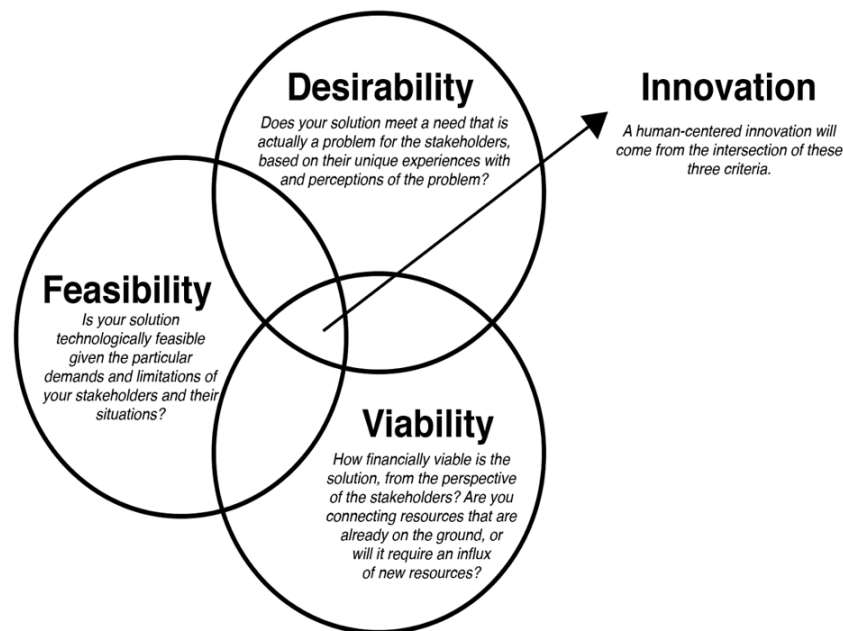 Desirability
Does your solution meet a need that is
actually a problem for the stakeholders,
based on their unique experiences with
and perceptions of the problem?
Innovation
A human-centered innovation will
come from the intersection of these
three criteria.
Feasibility
Is your solution
technologically feasible
given the particular
demands and limitations of
your stakeholders and their
situations?
Viability
How financially viable is the
solution, from the perspective
of the stakeholders? Are you
connecting resources that are
already on the ground, or
will it require an influx
of new resources?